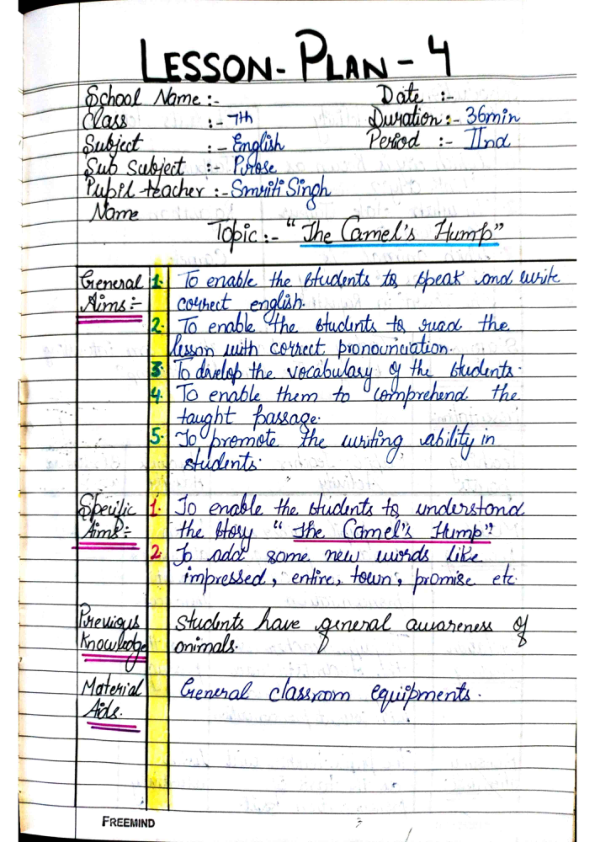 LESSON-PLAN-4
School Name :- Date :-
Class :- 7th Duration :- 36min
Subject :- English Period :- IInd
Sub Subject :- Prose
Pupil teacher :- Smriti Singh
Name
Topic :- "The Camel's Hump"
General 1. To enable the students to speak and write
Aims:- correct english.
2. To enable the students to read the
lesson with correct pronounciation.
3. To develop the vocabulary of the students.
4. To enable them to comprehend the
taught passage.
5. To promote the writing ability in
students.
Specific 1. To enable the students to understand
Aims:- the story "The Camel's Hump".
2. To add some new words like
impressed, entire, town, promise etc
Previous Students have general awareness of
Knowledge animals.
Material General classroom equipments.
Aids.
FREEMIND